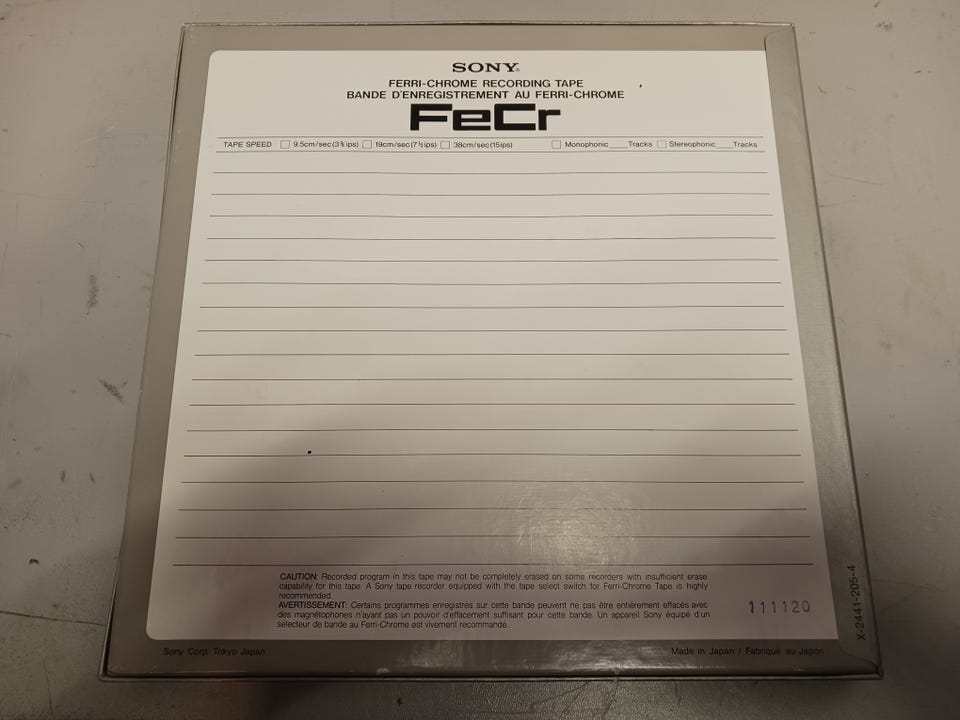 SONY®
FERRI-CHROME RECORDING TAPE
BANDE D'ENREGISTREMENT AU FERRI-CHROME
FeCr
TAPE SPEED 9.5cm/sec(3¾ips) 19cm/sec(7½ips) 38cm/sec(15ips) Monophonic____Tracks Stereophonic____Tracks
CAUTION: Recorded program in this tape may not be completely erased on some recorders with insufficient erase
capability for this tape. A Sony tape recorder equipped with the tape select switch for Ferri-Chrome Tape is highly
recommended.
AVERTISSEMENT: Certains programmes enregistrés sur cette bande peuvent ne pas être entièrement effacés avec
des magnétophones n'ayant pas un pouvoir d'effacement suffisant pour cette bande. Un appareil Sony équipé d'un
sélecteur de bande au Ferri-Chrome est vivement recommandé.
111120
X-2441-205-4
Sony Corp. Tokyo Japan
Made in Japan / Fabriqué au Japon